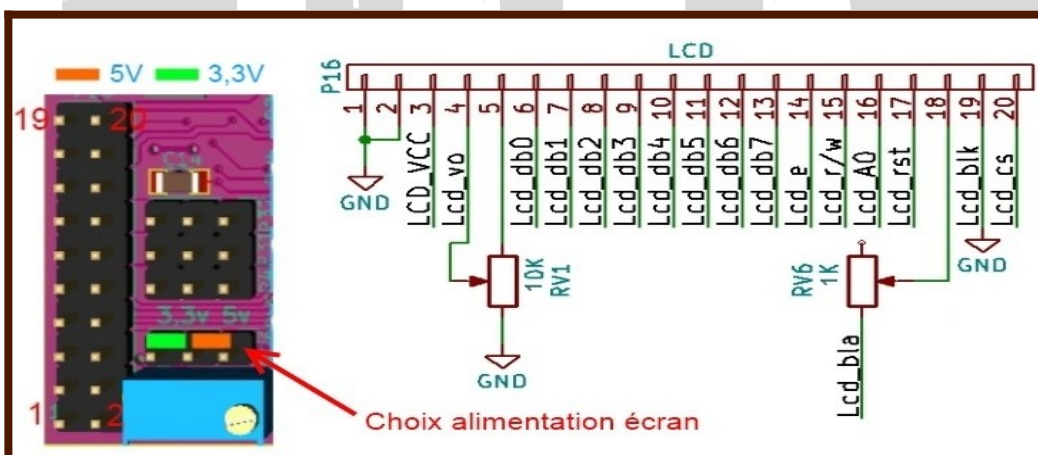 5V 3,3V
19 20
C14
3,3v 5v
1 2
Choix alimentation écran
LCD
P16
1 2 3 4 5 6 7 8 9 10 11 12 13 14 15 16 17 18 19 20
GND
LCD_VCC
Lcd_vo
Lcd_db0
Lcd_db1
Lcd_db2
Lcd_db3
Lcd_db4
Lcd_db5
Lcd_db6
Lcd_db7
Lcd_e
Lcd_r/w
Lcd_A0
Lcd_rst
Lcd_blk
Lcd_cs
10K
RV1
GND
RV6
1K
GND
Lcd_bla